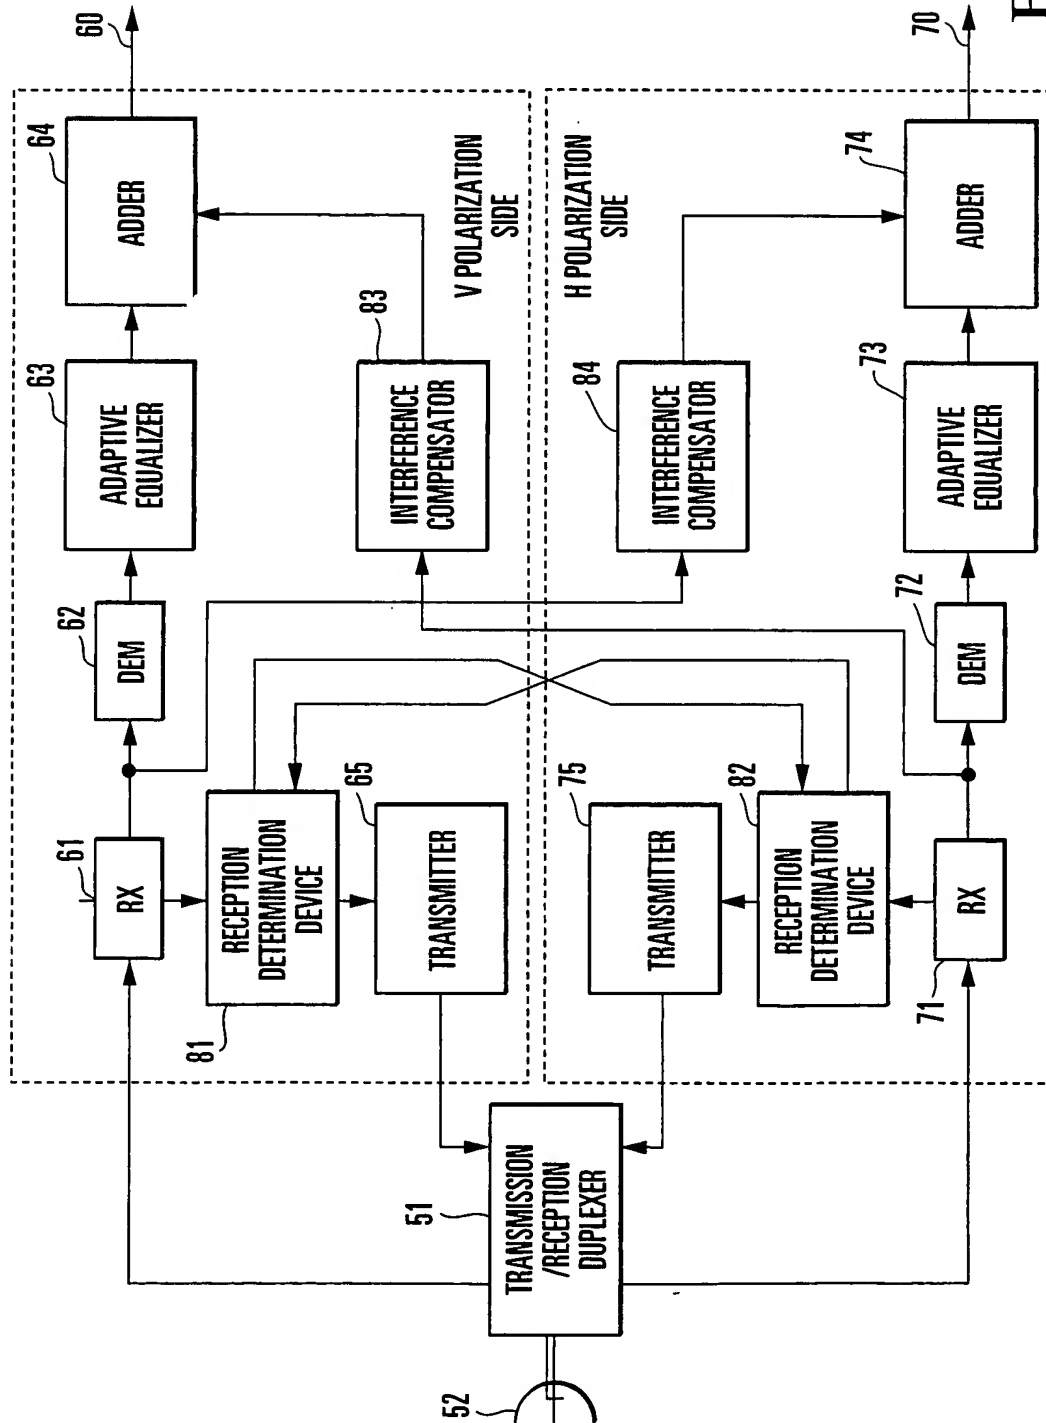 60
64
ADDER
63
ADAPTIVE
EQUALIZER
62
DEM
61
RX
83
INTERFERENCE
COMPENSATOR
V POLARIZATION
SIDE
81
RECEPTION
DETERMINATION
DEVICE
65
TRANSMITTER
51
TRANSMISSION
/RECEPTION
DUPLEXER
52
H POLARIZATION
SIDE
84
INTERFERENCE
COMPENSATOR
75
TRANSMITTER
82
RECEPTION
DETERMINATION
DEVICE
71
RX
72
DEM
73
ADAPTIVE
EQUALIZER
74
ADDER
70